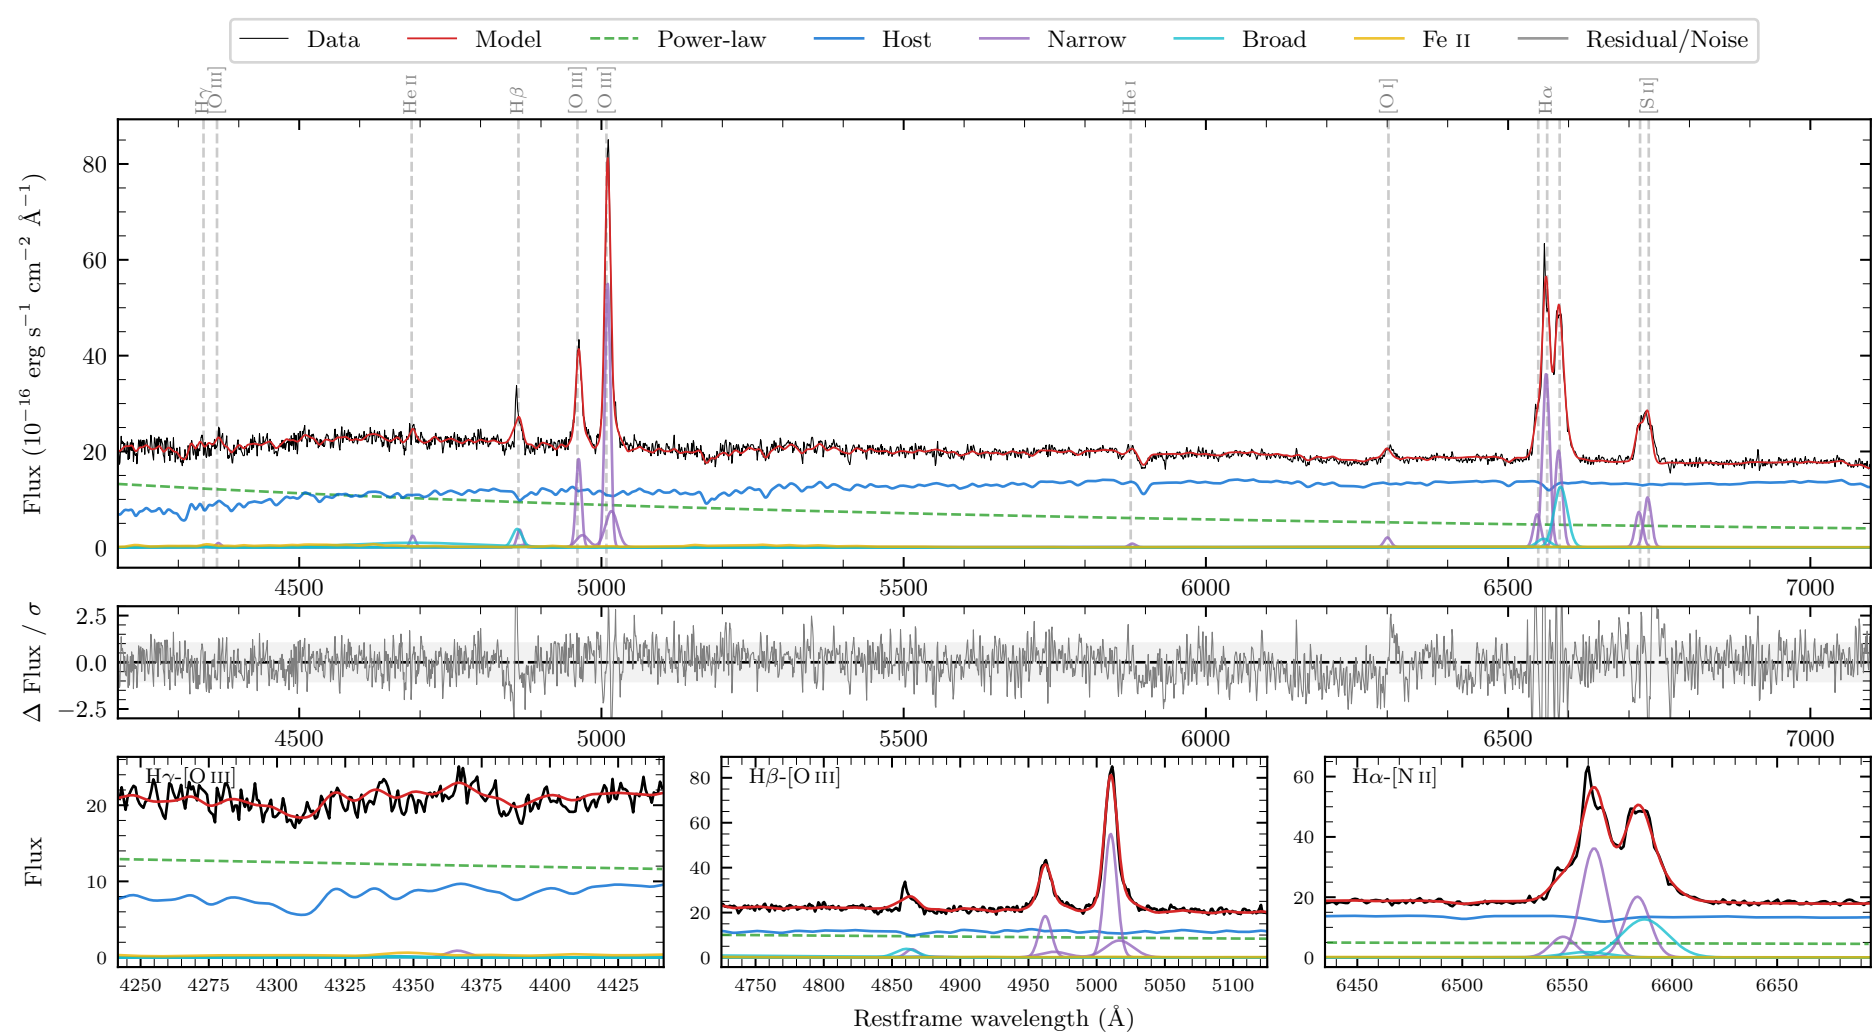 Data Model Power-law Host Narrow Broad Fe II Residual/Noise
Hγ [O III] He II Hβ [O III] [O III] He I [O I] Hα [S II]
Flux (10⁻¹⁶ erg s⁻¹ cm⁻² Å⁻¹)
80
60
40
20
0
4500 5000 5500 6000 6500 7000
Δ Flux / σ
2.5
0.0
−2.5
4500 5000 5500 6000 6500 7000
Flux
Hγ-[O III]
20
10
0
4250 4275 4300 4325 4350 4375 4400 4425
Hβ-[O III]
80
60
40
20
0
4750 4800 4850 4900 4950 5000 5050 5100
Hα-[N II]
60
40
20
0
6450 6500 6550 6600 6650
Restframe wavelength (Å)